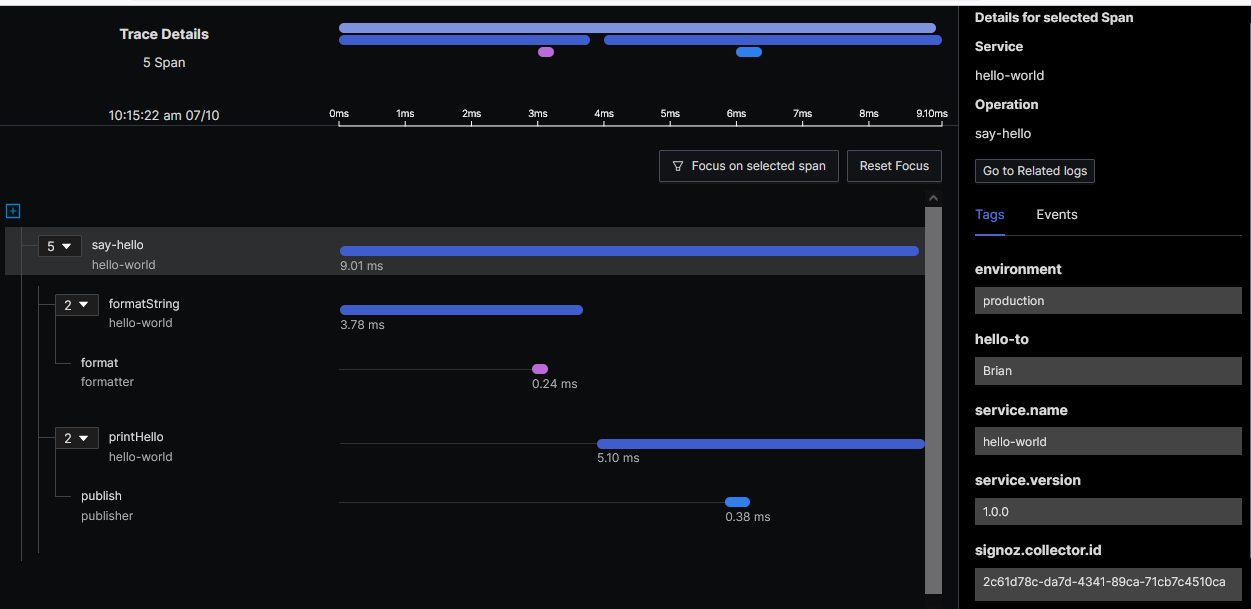 Trace Details
5 Span
10:15:22 am 07/10
0ms 1ms 2ms 3ms 4ms 5ms 6ms 7ms 8ms 9.10ms
Focus on selected span Reset Focus
5 say-hello
hello-world
9.01 ms
2 formatString
hello-world
3.78 ms
format
formatter
0.24 ms
2 printHello
hello-world
5.10 ms
publish
publisher
0.38 ms
Details for selected Span
Service
hello-world
Operation
say-hello
Go to Related logs
Tags Events
environment
production
hello-to
Brian
service.name
hello-world
service.version
1.0.0
signoz.collector.id
2c61d78c-da7d-4341-89ca-71cb7c4510ca